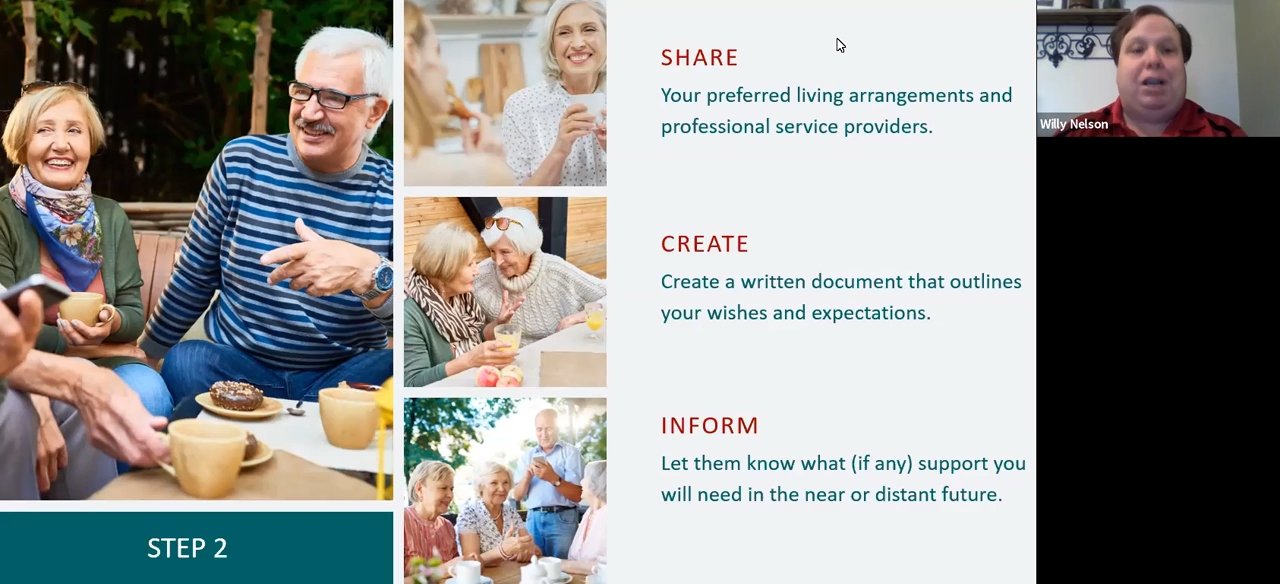 SHARE
Your preferred living arrangements and
professional service providers.
CREATE
Create a written document that outlines
your wishes and expectations.
INFORM
Let them know what (if any) support you
will need in the near or distant future.
STEP 2
Willy Nelson